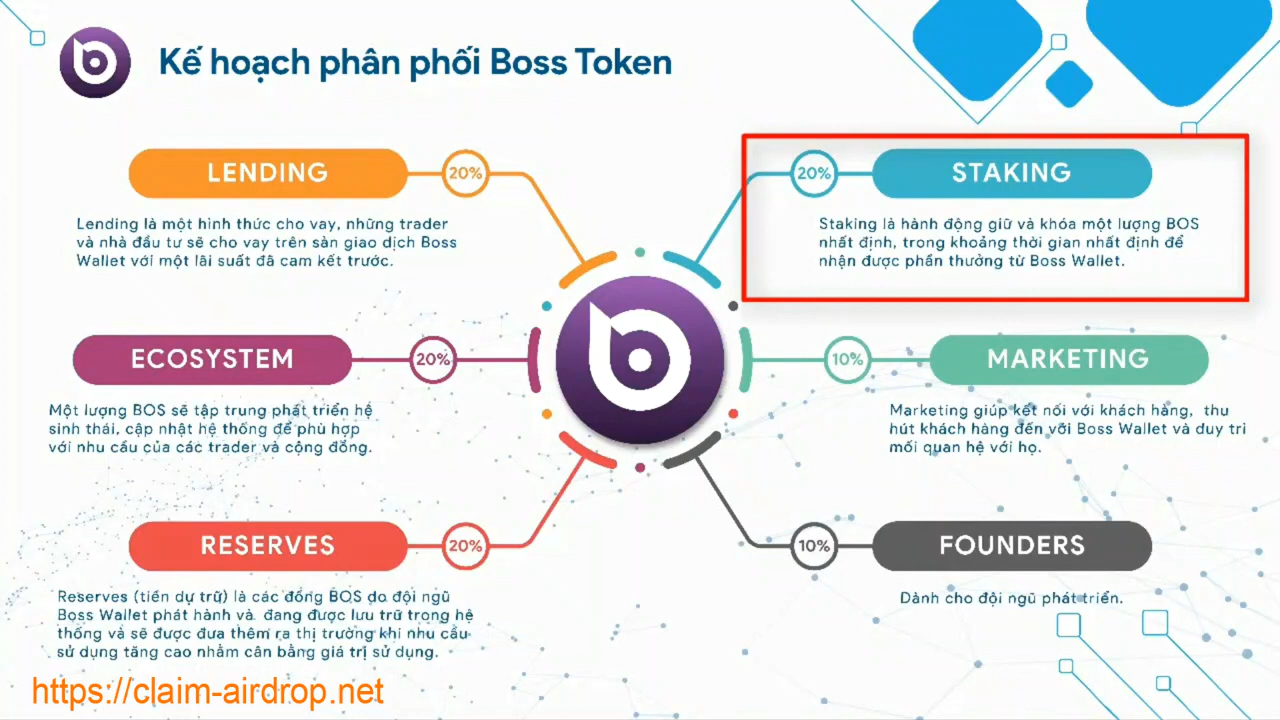 Kế hoạch phân phối Boss Token
LENDING
20%
Lending là một hình thức cho vay, những trader
và nhà đầu tư sẽ cho vay trên sàn giao dịch Boss
Wallet với một lãi suất đã cam kết trước.
20%
STAKING
Staking là hành động giữ và khóa một lượng BOS
nhất định, trong khoảng thời gian nhất định để
nhận được phần thưởng từ Boss Wallet.
ECOSYSTEM
20%
Một lượng BOS sẽ tập trung phát triển hệ
sinh thái, cập nhật hệ thống để phù hợp
với nhu cầu của các trader và cộng đồng.
10%
MARKETING
Marketing giúp kết nối với khách hàng, thu
hút khách hàng đến với Boss Wallet và duy trì
mối quan hệ với họ.
RESERVES
20%
Reserves (tiền dự trữ) là các đồng BOS do đội ngũ
Boss Wallet phát hành và đang được lưu trữ trong hệ
thống và sẽ được đưa thêm ra thị trường khi nhu cầu
sử dụng tăng cao nhằm cân bằng giá trị sử dụng.
10%
FOUNDERS
Dành cho đội ngũ phát triển.
https://claim-airdrop.net